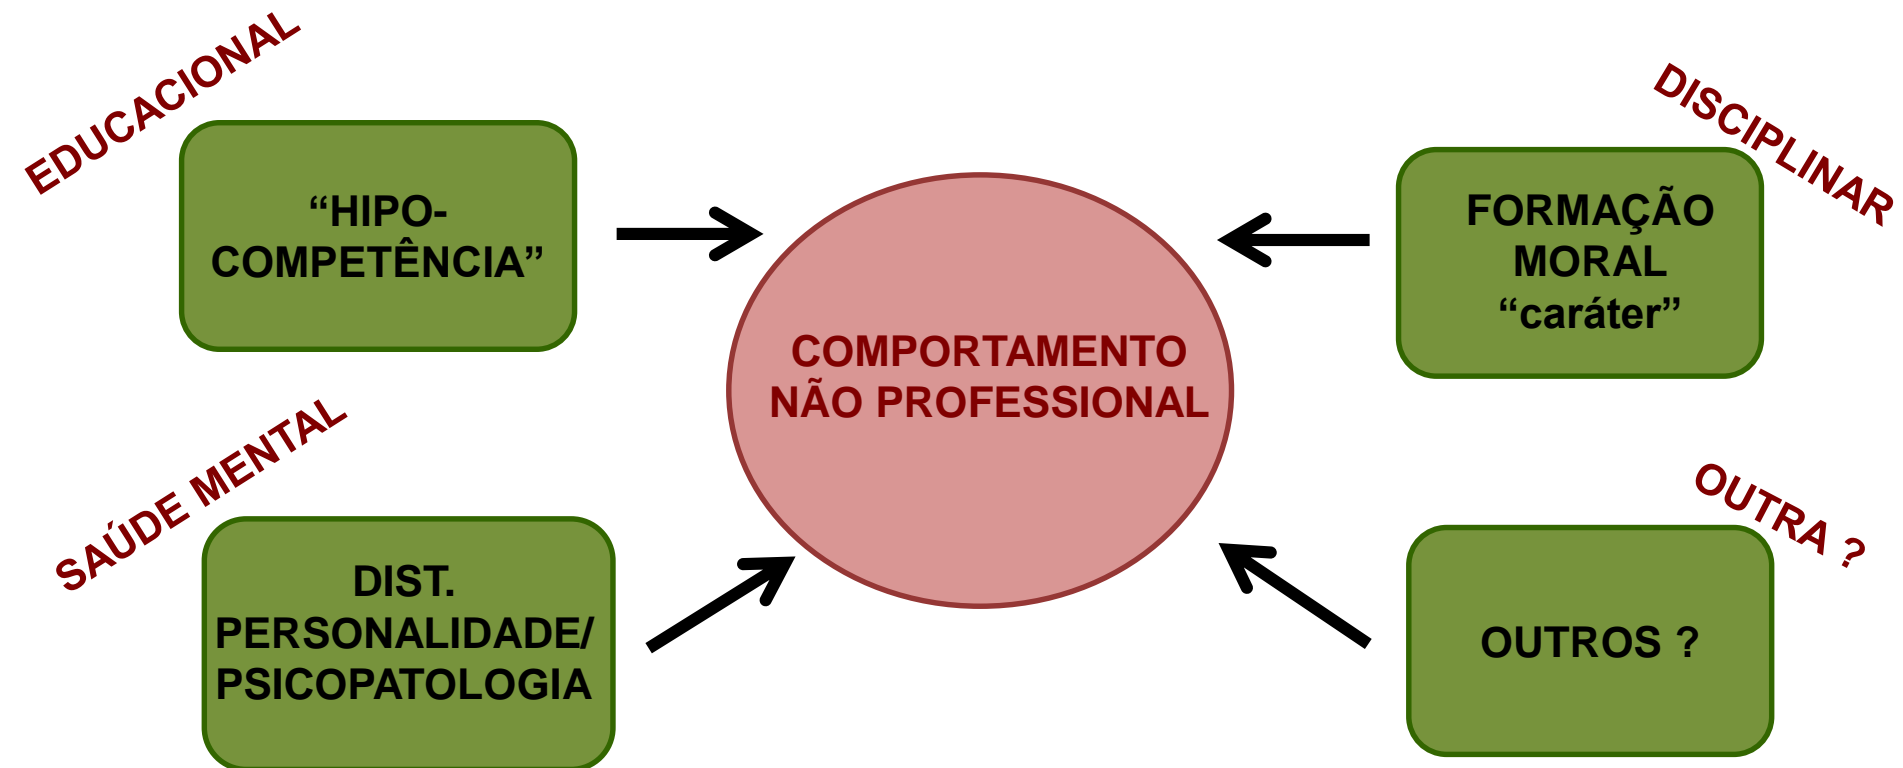 EDUCACIONAL
“HIPO-
COMPETÊNCIA”
DISCIPLINAR
FORMAÇÃO
MORAL
“caráter”
COMPORTAMENTO
NÃO PROFESSIONAL
SAÚDE MENTAL
DIST.
PERSONALIDADE/
PSICOPATOLOGIA
OUTRA ?
OUTROS ?